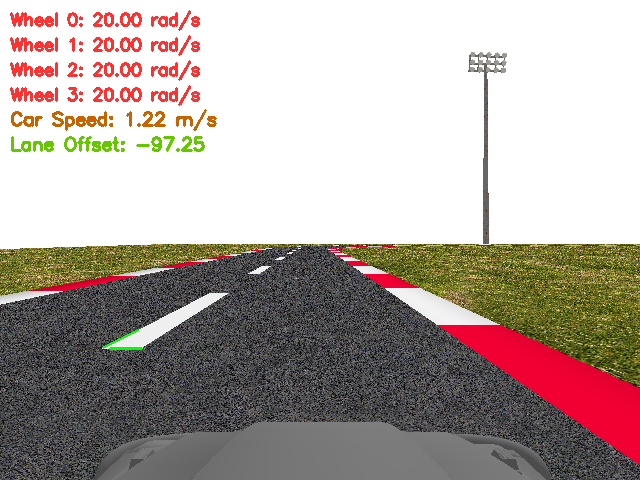 Wheel 0: 20.00 rad/s
Wheel 1: 20.00 rad/s
Wheel 2: 20.00 rad/s
Wheel 3: 20.00 rad/s
Car Speed: 1.22 m/s
Lane Offset: -97.25